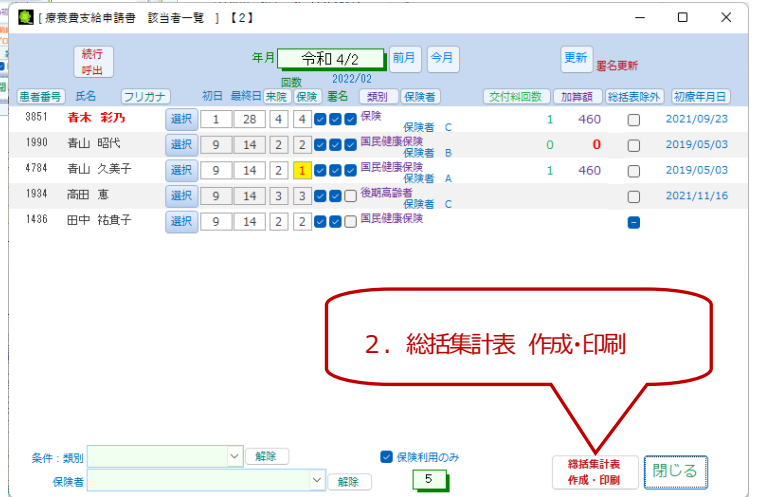 [ 療養費支給申請書 該当者一覧 ] 【2】
続行
呼出
年月 令和 4/2 前月 今月 更新 署名更新
2022/02
回数
患者番号 氏名 フリガナ 初日 最終日 来院 保険 署名 類別 保険者 交付料回数 加算額 総括表除外 初療年月日
3851 青木 彩乃 選択 1 28 4 4 保険 保険者 C 1 460 2021/09/23
1990 青山 昭代 選択 9 14 2 2 国民健康保険 保険者 B 0 0 2019/05/03
4784 青山 久美子 選択 9 14 2 1 国民健康保険 保険者 A 1 460 2019/05/03
1934 高田 恵 選択 9 14 3 3 後期高齢者 保険者 C 2021/11/16
1436 田中 祐貴子 選択 9 14 2 2 国民健康保険
2. 総括集計表 作成・印刷
条件：類別 解除 保険利用のみ
保険者 解除 5
総括集計表
作成・印刷
閉じる